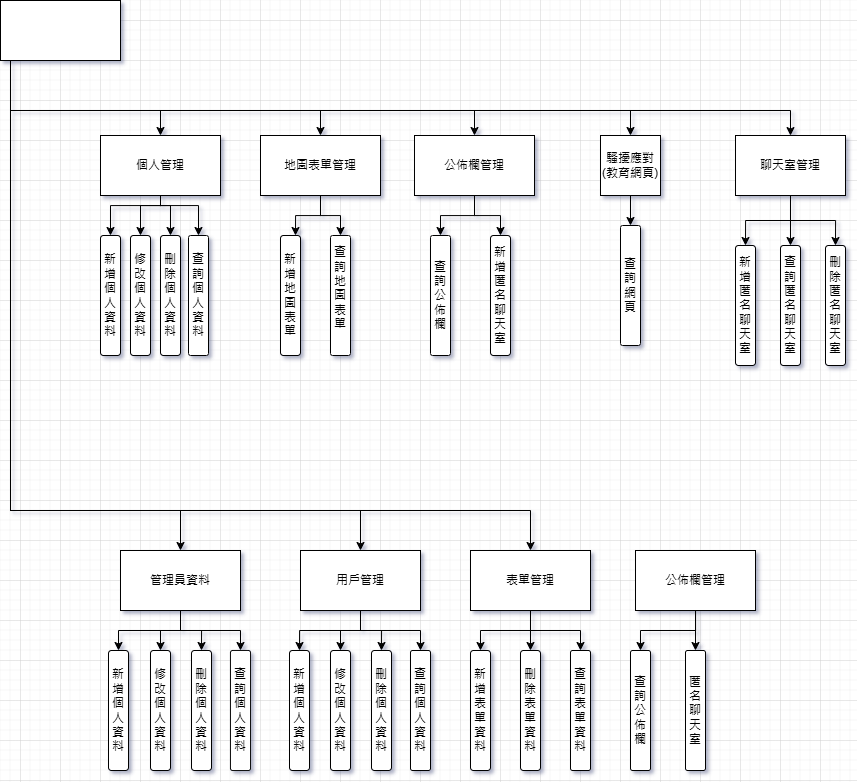 個人管理
地圖表單管理
公佈欄管理
騷擾應對
(教育網頁)
聊天室管理
新增個人資料
修改個人資料
刪除個人資料
查詢個人資料
新增地圖表單
查詢地圖表單
查詢公佈欄
新增匿名聊天室
查詢網頁
新增匿名聊天室
查詢匿名聊天室
刪除匿名聊天室
管理員資料
用戶管理
表單管理
公佈欄管理
新增個人資料
修改個人資料
刪除個人資料
查詢個人資料
新增個人資料
修改個人資料
刪除個人資料
查詢個人資料
新增表單資料
刪除表單資料
查詢表單資料
查詢公佈欄
匿名聊天室